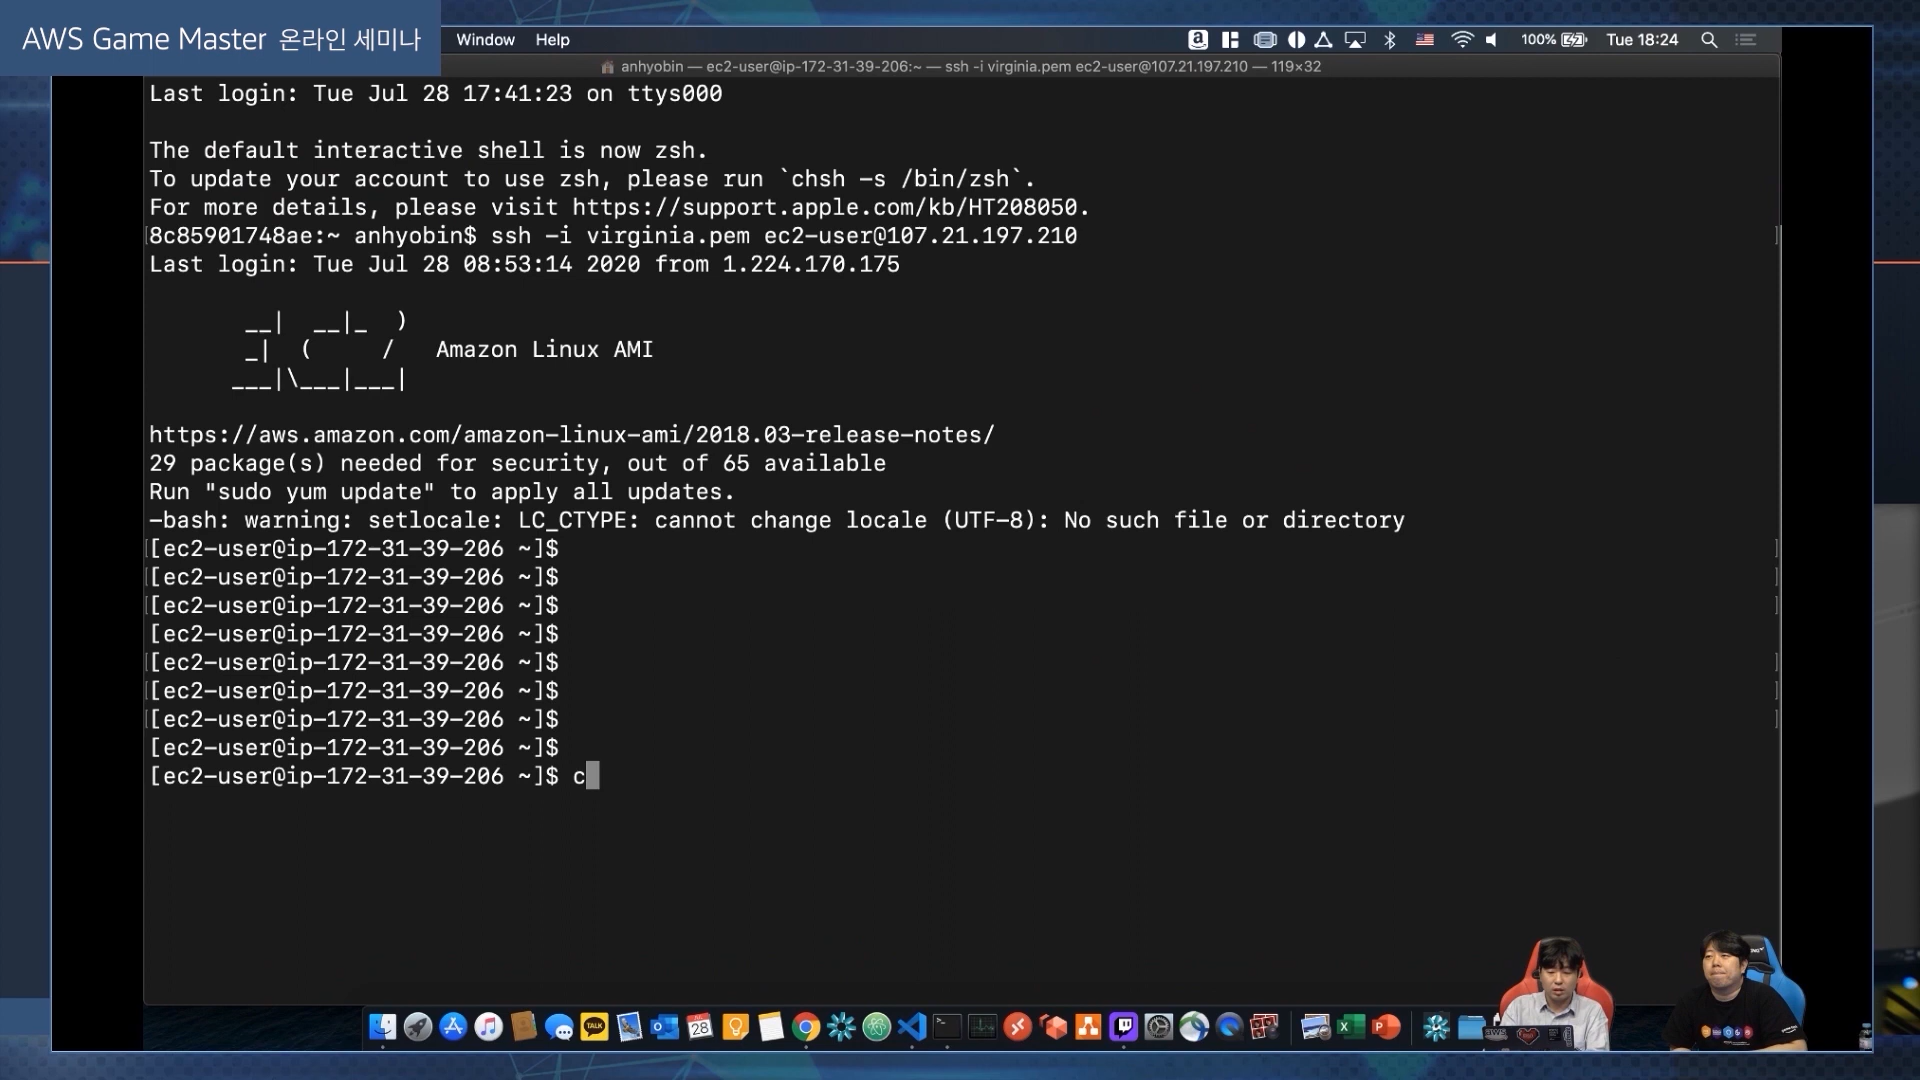 AWS Game Master 온라인 세미나
Window Help 100% Tue 18:24
anhyobin — ec2-user@ip-172-31-39-206:~ — ssh -i virginia.pem ec2-user@107.21.197.210 — 119×32
Last login: Tue Jul 28 17:41:23 on ttys000
The default interactive shell is now zsh.
To update your account to use zsh, please run `chsh -s /bin/zsh`.
For more details, please visit https://support.apple.com/kb/HT208050.
8c85901748ae:~ anhyobin$ ssh -i virginia.pem ec2-user@107.21.197.210
Last login: Tue Jul 28 08:53:14 2020 from 1.224.170.175
__| __|_ )
_| ( / Amazon Linux AMI
___|\___|___|
https://aws.amazon.com/amazon-linux-ami/2018.03-release-notes/
29 package(s) needed for security, out of 65 available
Run "sudo yum update" to apply all updates.
-bash: warning: setlocale: LC_CTYPE: cannot change locale (UTF-8): No such file or directory
[ec2-user@ip-172-31-39-206 ~]$
[ec2-user@ip-172-31-39-206 ~]$
[ec2-user@ip-172-31-39-206 ~]$
[ec2-user@ip-172-31-39-206 ~]$
[ec2-user@ip-172-31-39-206 ~]$
[ec2-user@ip-172-31-39-206 ~]$
[ec2-user@ip-172-31-39-206 ~]$
[ec2-user@ip-172-31-39-206 ~]$
[ec2-user@ip-172-31-39-206 ~]$ c
TALK
28
aws